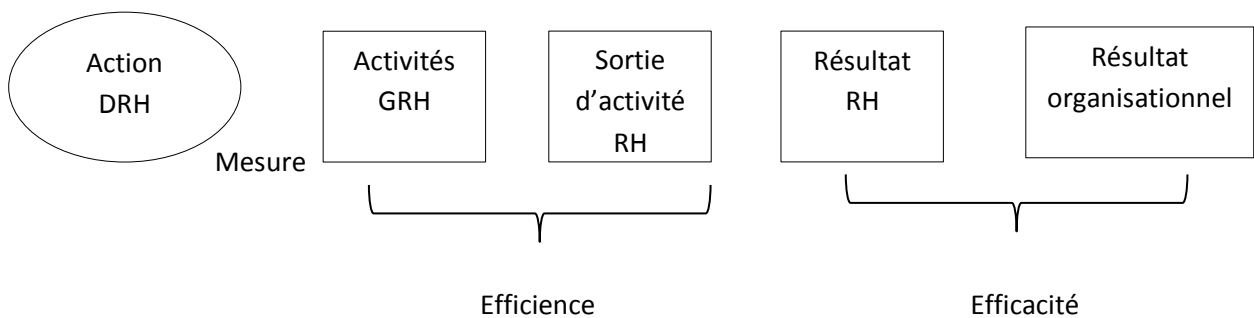 Action
DRH
Mesure
Activités
GRH
Sortie
d’activité
RH
Résultat
RH
Résultat
organisationnel
Efficience
Efficacité